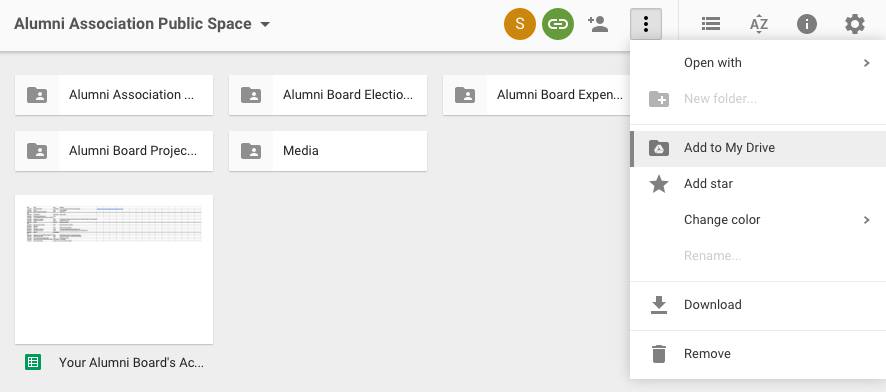 Alumni Association Public Space
S
AZ
Open with
New folder...
Add to My Drive
Add star
Change color
Rename...
Download
Remove
Alumni Association ...
Alumni Board Electio...
Alumni Board Expen...
Alumni Board Projec...
Media
Your Alumni Board's Ac...